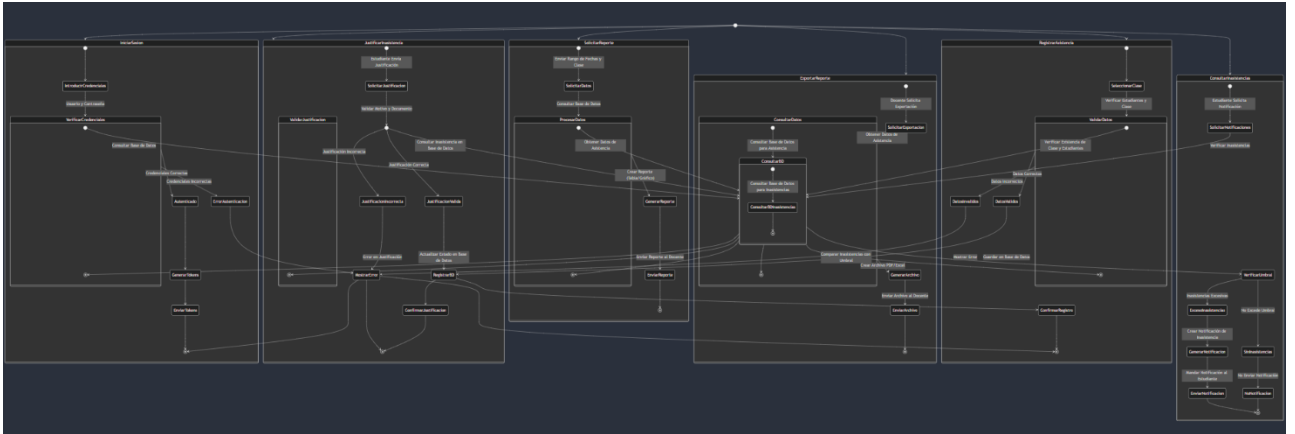 IniciarSesion
IntroducirCredenciales
Usuario y Contraseña
VerificarCredenciales
Consultar Base de Datos
Credenciales Correctas
Credenciales Incorrectas
Autenticado
ErrorAutenticacion
GenerarTokens
EnviarTokens
JustificarInasistencia
Estudiante Envía
Justificación
SolicitarJustificacion
Validar Motivo y Documento
ValidarJustificacion
Justificación Incorrecta
Consultar Inasistencia en
Base de Datos
Justificación Correcta
JustificacionIncorrecta
JustificacionValida
Error en Justificación
Actualizar Estado en Base
de Datos
MostrarError
RegistrarBD
ConfirmarJustificacion
SolicitarReporte
Enviar Rango de Fechas y
Clase
SolicitarDatos
Consultar Base de Datos
ProcesarDatos
Obtener Datos de
Asistencia
Crear Reporte
(Tabla/Gráfico)
GenerarReporte
Enviar Reporte al Docente
EnviarReporte
ExportarReporte
Docente Solicita
Exportación
SolicitarExportacion
Obtener Datos de
Asistencia
ConsultarDatos
Consultar Base de Datos
para Asistencia
ConsultarBD
Consultar Base de Datos
para Inasistencias
ConsultarBDInasistencias
Comparar Inasistencias con
Umbral
Crear Archivo PDF/Excel
GenerarArchivo
Enviar Archivo al Docente
EnviarArchivo
RegistrarAsistencia
SeleccionarClase
Verificar Estudiantes y
Clase
ValidarDatos
Verificar Existencia de
Clase y Estudiantes
Datos Correctos
Datos Incorrectos
DatosInvalidos
DatosValidos
Mostrar Error
Guardar en Base de Datos
ConfirmarRegistro
ConsultarInasistencias
Estudiante Solicita
Notificación
SolicitarNotificaciones
Verificar Inasistencias
VerificarUmbral
Inasistencias Excesivas
No Excede Umbral
ExcesoInasistencias
Crear Notificación de
Inasistencia
GenerarNotificacion
SinInasistencias
Mandar Notificación al
Estudiante
No Enviar Notificación
EnviarNotificacion
NoNotificacion